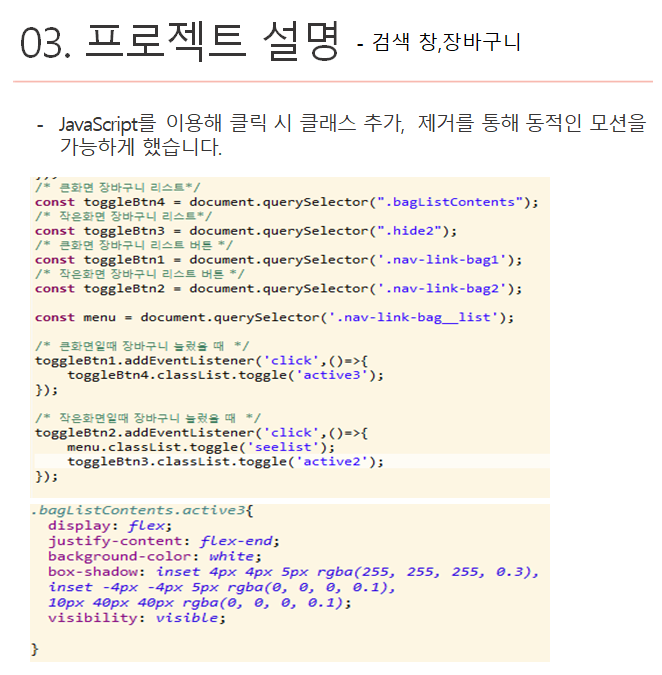 03. 프로젝트 설명 - 검색 창,장바구니
- JavaScript를 이용해 클릭 시 클래스 추가, 제거를 통해 동적인 모션을
가능하게 했습니다.
/* 큰화면 장바구니 리스트*/
const toggleBtn4 = document.querySelector(".bagListContents");
/* 작은화면 장바구니 리스트*/
const toggleBtn3 = document.querySelector(".hide2");
/* 큰화면 장바구니 리스트 버튼 */
const toggleBtn1 = document.querySelector('.nav-link-bag1');
/* 작은화면 장바구니 리스트 버튼 */
const toggleBtn2 = document.querySelector('.nav-link-bag2');
const menu = document.querySelector('.nav-link-bag__list');
/* 큰화면일때 장바구니 눌렀을 때 */
toggleBtn1.addEventListener('click',()=>{
toggleBtn4.classList.toggle('active3');
});
/* 작은화면일때 장바구니 눌렀을 때 */
toggleBtn2.addEventListener('click',()=>{
menu.classList.toggle('seelist');
toggleBtn3.classList.toggle('active2');
});
.bagListContents.active3{
display: flex;
justify-content: flex-end;
background-color: white;
box-shadow: inset 4px 4px 5px rgba(255, 255, 255, 0.3),
inset -4px -4px 5px rgba(0, 0, 0, 0.1),
10px 40px 40px rgba(0, 0, 0, 0.1);
visibility: visible;
}